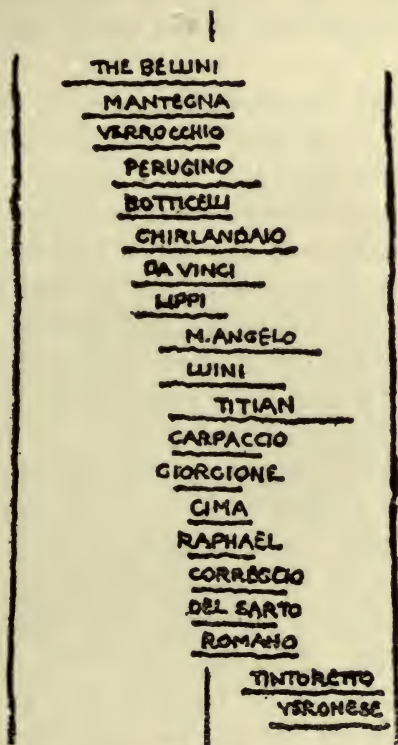 THE BELLINI
MANTEGNA
VERROCCHIO
PERUGINO
BOTTICELLI
GHIRLANDAIO
DA VINCI
LIPPI
M. ANGELO
LUINI
TITIAN
CARPACCIO
GIORGIONE
CIMA
RAPHAEL
CORREGGIO
DEL SARTO
ROMANO
TINTORETTO
VERONESE